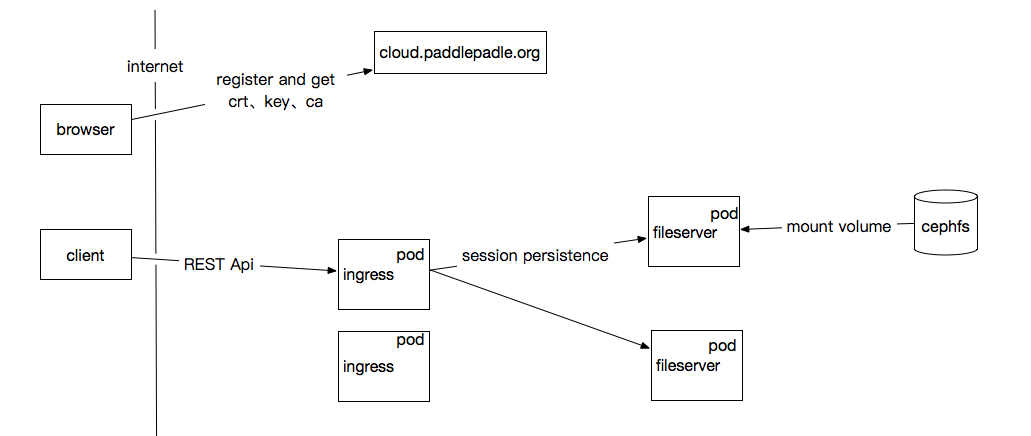 cloud.paddlepadle.org
internet
register and get
crt、key、ca
browser
pod
fileserver
mount volume
cephfs
client
REST Api
pod
ingress
session persistence
pod
ingress
pod
fileserver